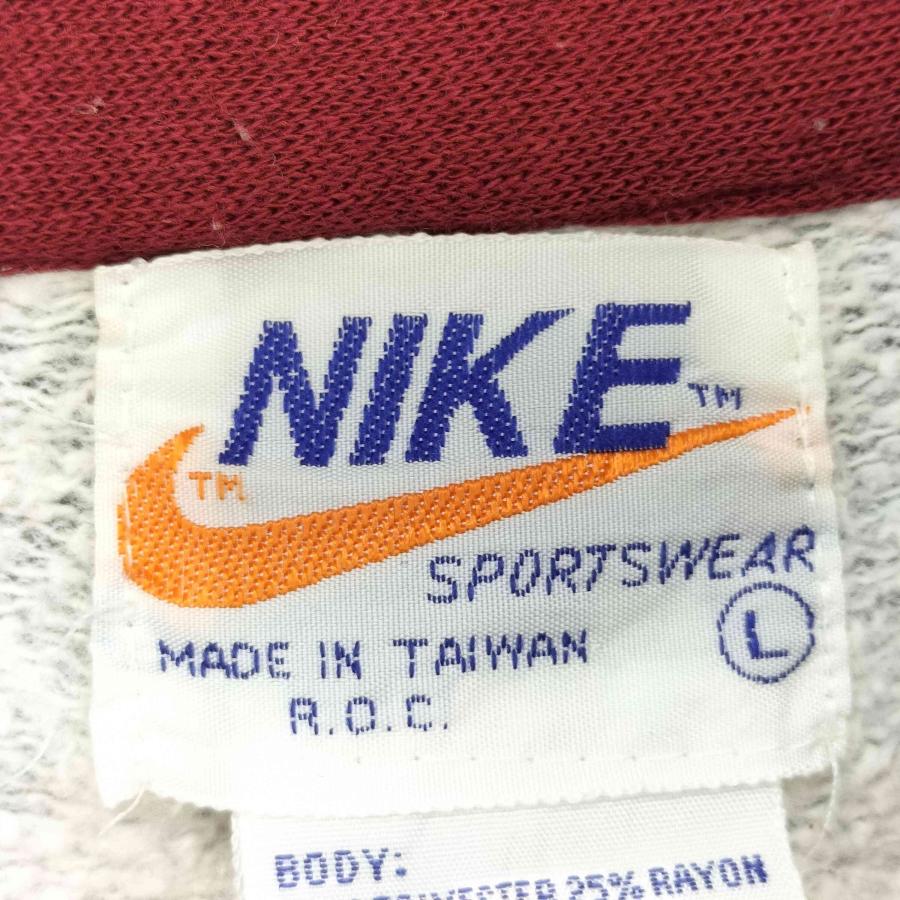 NIKE™
™
SPORTSWEAR
L
MADE IN TAIWAN
R.O.C.
BODY:
25% RAYON